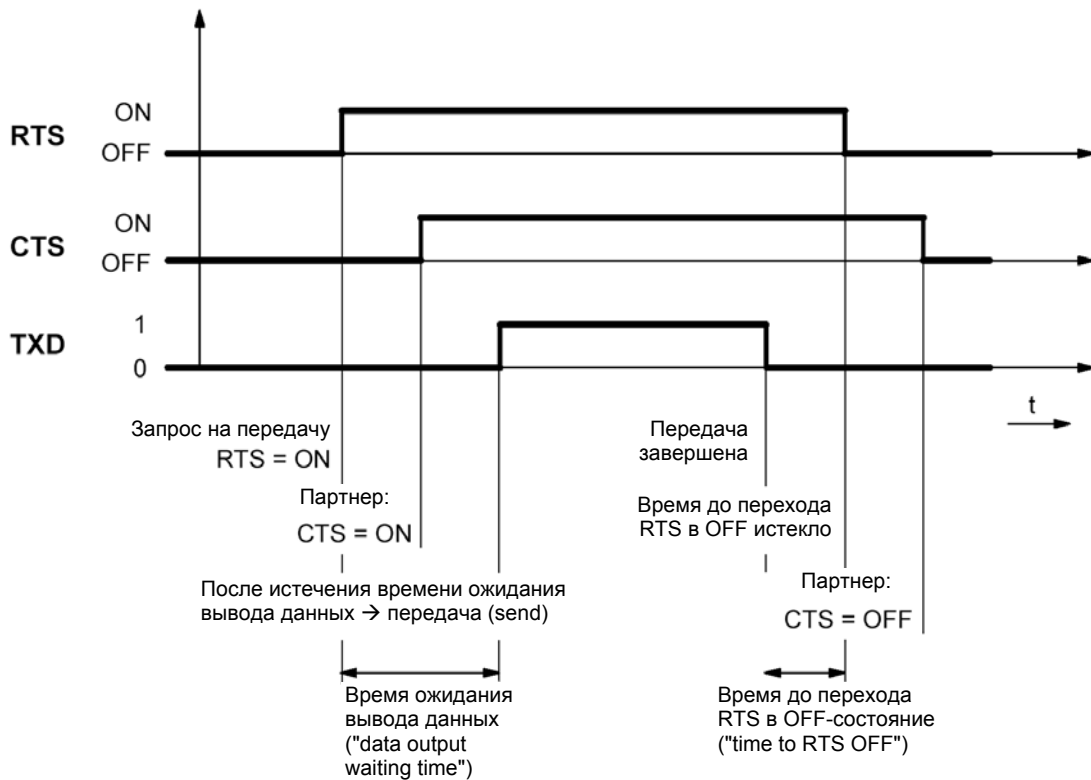 ON
RTS
OFF
ON
CTS
OFF
1
TXD
0
t
Запрос на передачу
RTS = ON
Передача
завершена
Партнер:
CTS = ON
Время до перехода
RTS в OFF истекло
После истечения времени ожидания
вывода данных → передача (send)
Партнер:
CTS = OFF
Время ожидания
вывода данных
("data output
waiting time")
Время до перехода
RTS в OFF-состояние
("time to RTS OFF")